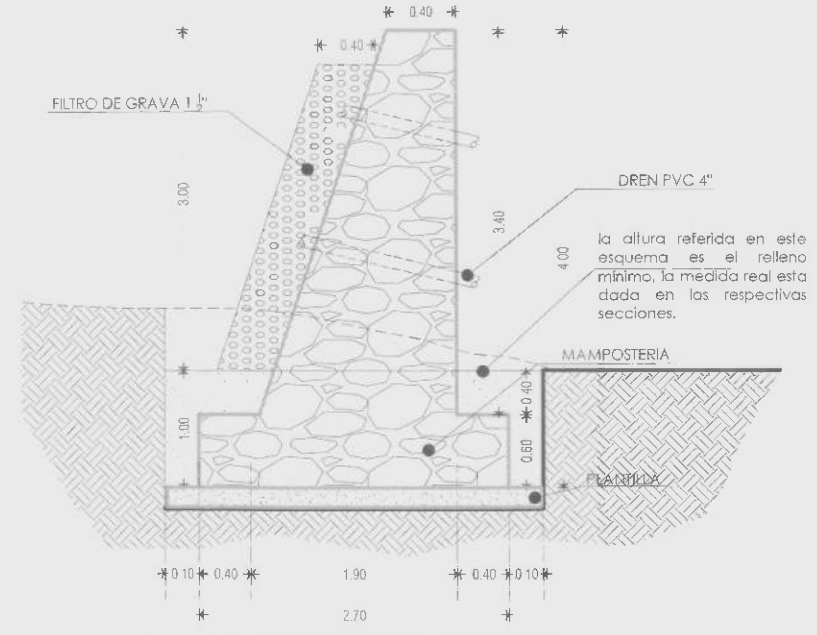 0.40
0.40
FILTRO DE GRAVA 1 ½"
3.00
DREN PVC 4"
3.40
4.00
la altura referida en este
esquema es el relleno
mínimo, la medida real esta
dada en las respectivas
secciones.
MAMPOSTERIA
1.00
0.40
0.60
PLANTILLA
0.10
0.40
1.90
0.40
0.10
2.70